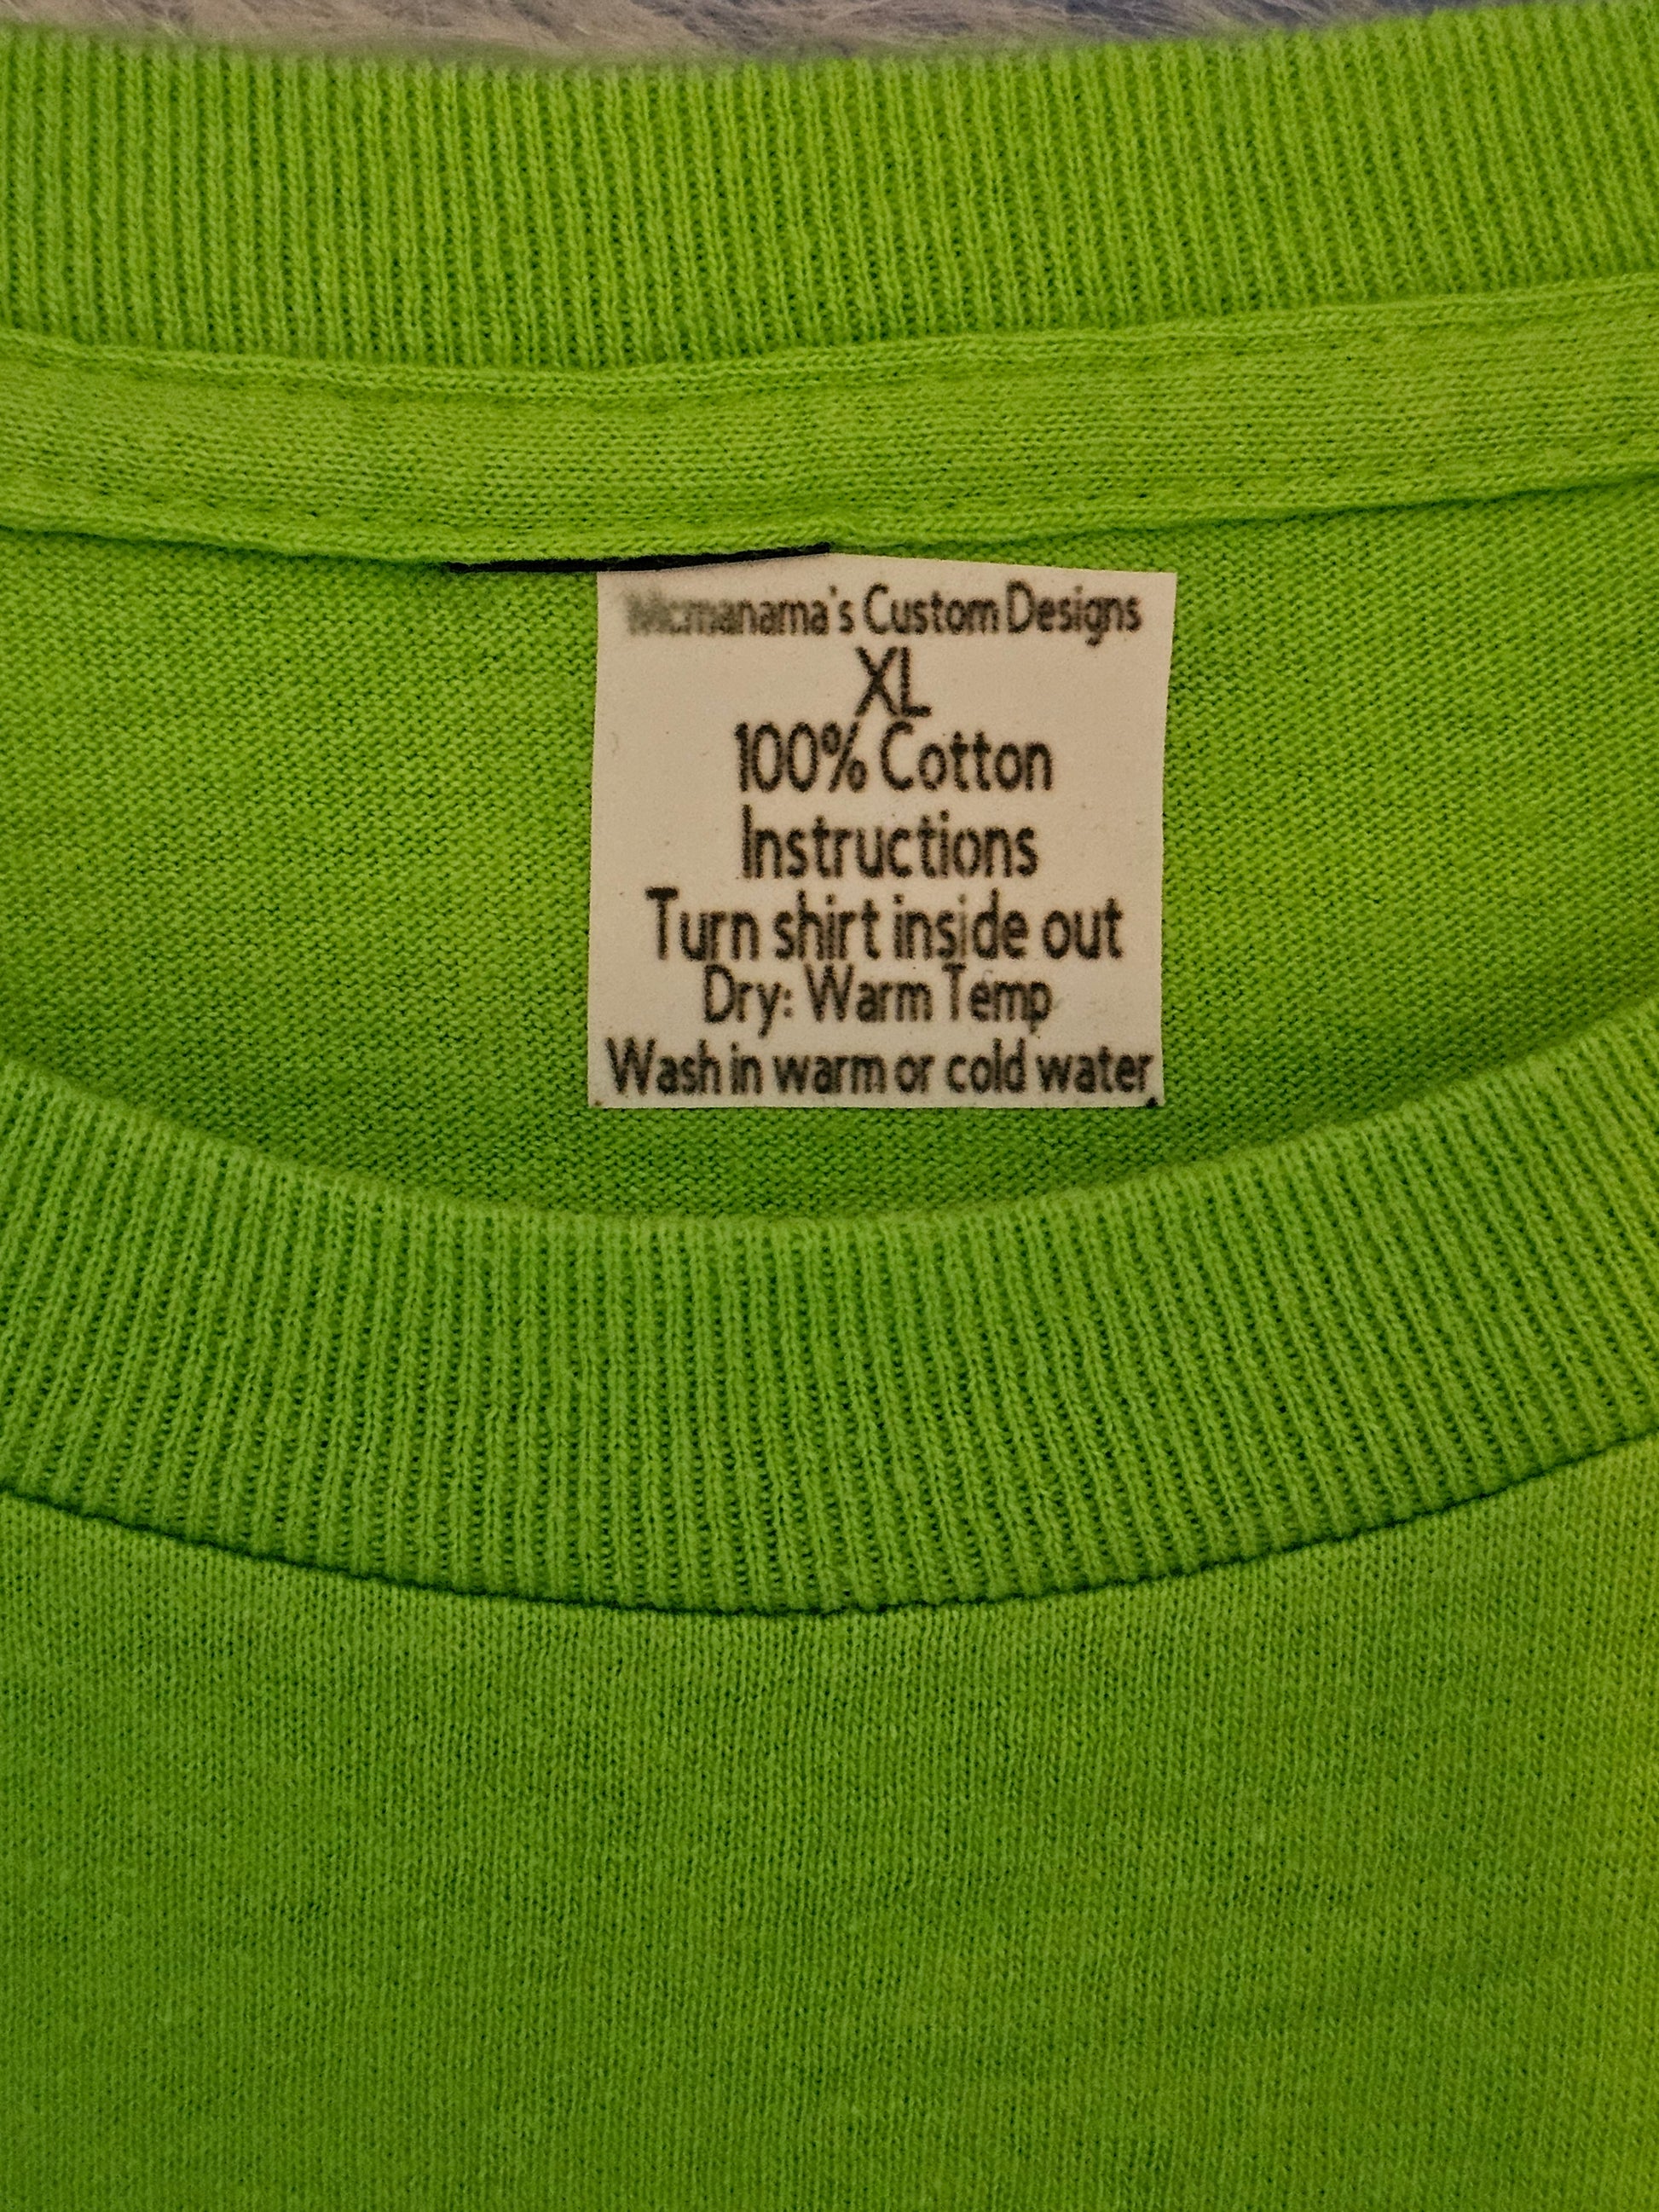 Mcmanama's Custom Designs
XL
100% Cotton
Instructions
Turn shirt inside out
Dry: Warm Temp
Wash in warm or cold water